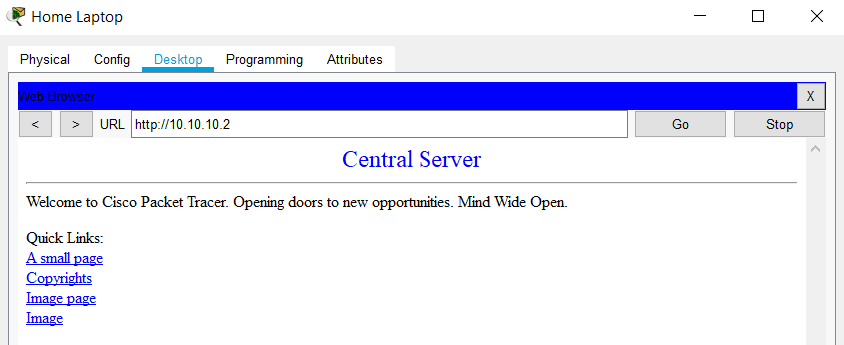 Home Laptop
Physical Config Desktop Programming Attributes
Web Browser X
< > URL http://10.10.10.2 Go Stop
Central Server
Welcome to Cisco Packet Tracer. Opening doors to new opportunities. Mind Wide Open.
Quick Links:
A small page
Copyrights
Image page
Image